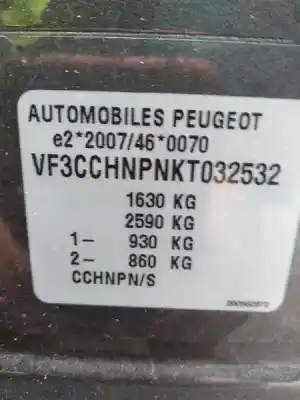 AUTOMOBILES PEUGEOT
e2*2007/46*0070
VF3CCHNPNKT032532
1630 KG
2590 KG
1- 930 KG
2- 860 KG
CCHNPN/S